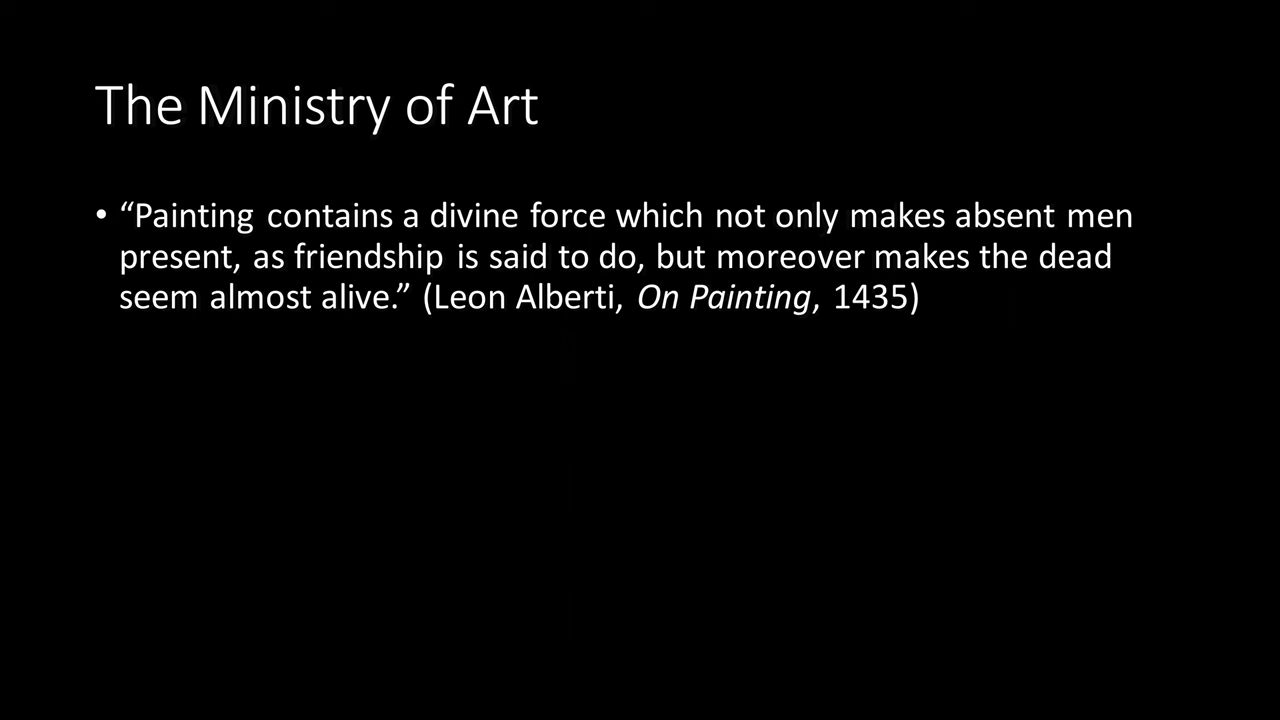 The Ministry of Art
• “Painting contains a divine force which not only makes absent men
present, as friendship is said to do, but moreover makes the dead
seem almost alive.” (Leon Alberti, On Painting, 1435)